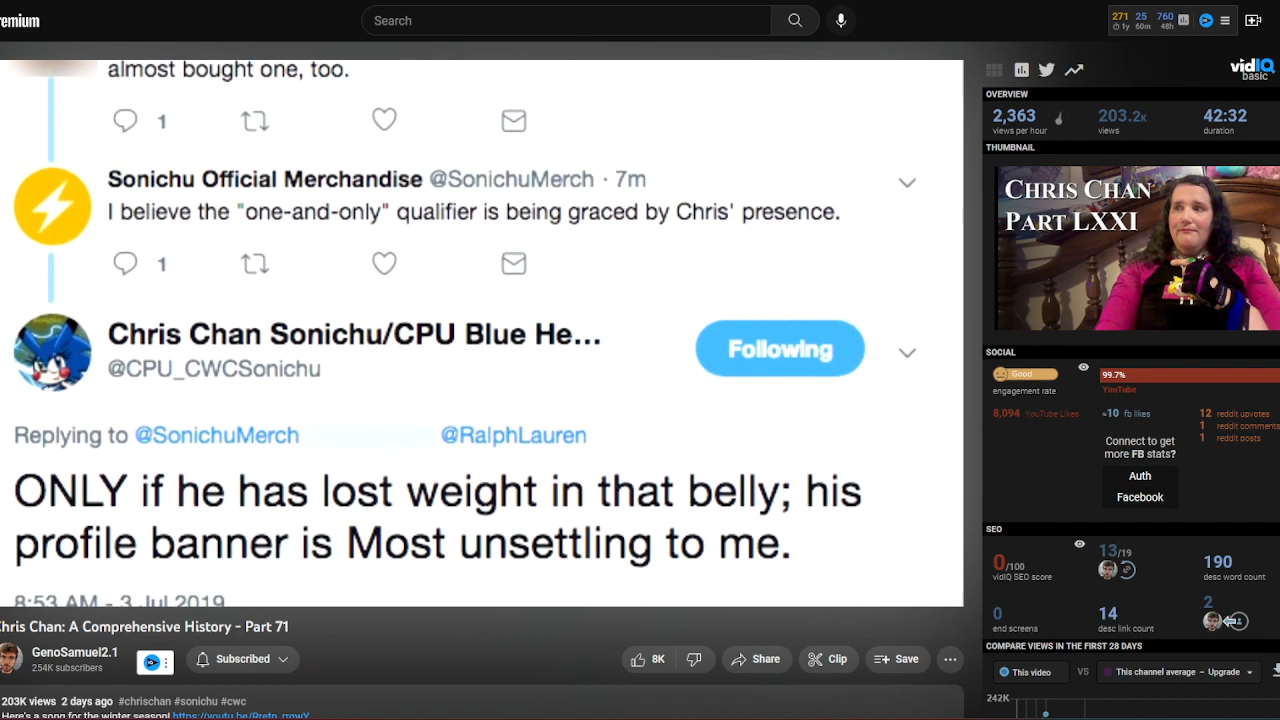 remium
Search
271 25 760
1y 60m 48h
almost bought one, too.
1
Sonichu Official Merchandise @SonichuMerch · 7m
I believe the "one-and-only" qualifier is being graced by Chris' presence.
1
Chris Chan Sonichu/CPU Blue He...
@CPU_CWCSonichu
Following
Replying to @SonichuMerch @RalphLauren
ONLY if he has lost weight in that belly; his
profile banner is Most unsettling to me.
8:53 AM - 3 Jul 2019
hris Chan: A Comprehensive History - Part 71
GenoSamuel2.1
254K subscribers
Subscribed
8K
Share
Clip
Save
203K views 2 days ago #chrischan #sonichu #cwc
Here's a song for the winter season!
vidIQ
basic
OVERVIEW
2,363 203.2K 42:32
views per hour views duration
THUMBNAIL
CHRIS CHAN
PART LXXI
SOCIAL
Good
engagement rate
99.7%
YouTube
8,094 YouTube Likes
≈10 fb likes
12 reddit upvotes
1 reddit comments
1 reddit posts
Connect to get
more FB stats?
Auth
Facebook
SEO
0/100
vidIQ SEO score
13/19
190
desc word count
0
end screens
14
desc link count
2
COMPARE VIEWS IN THE FIRST 28 DAYS
This video VS This channel average - Upgrade
242K